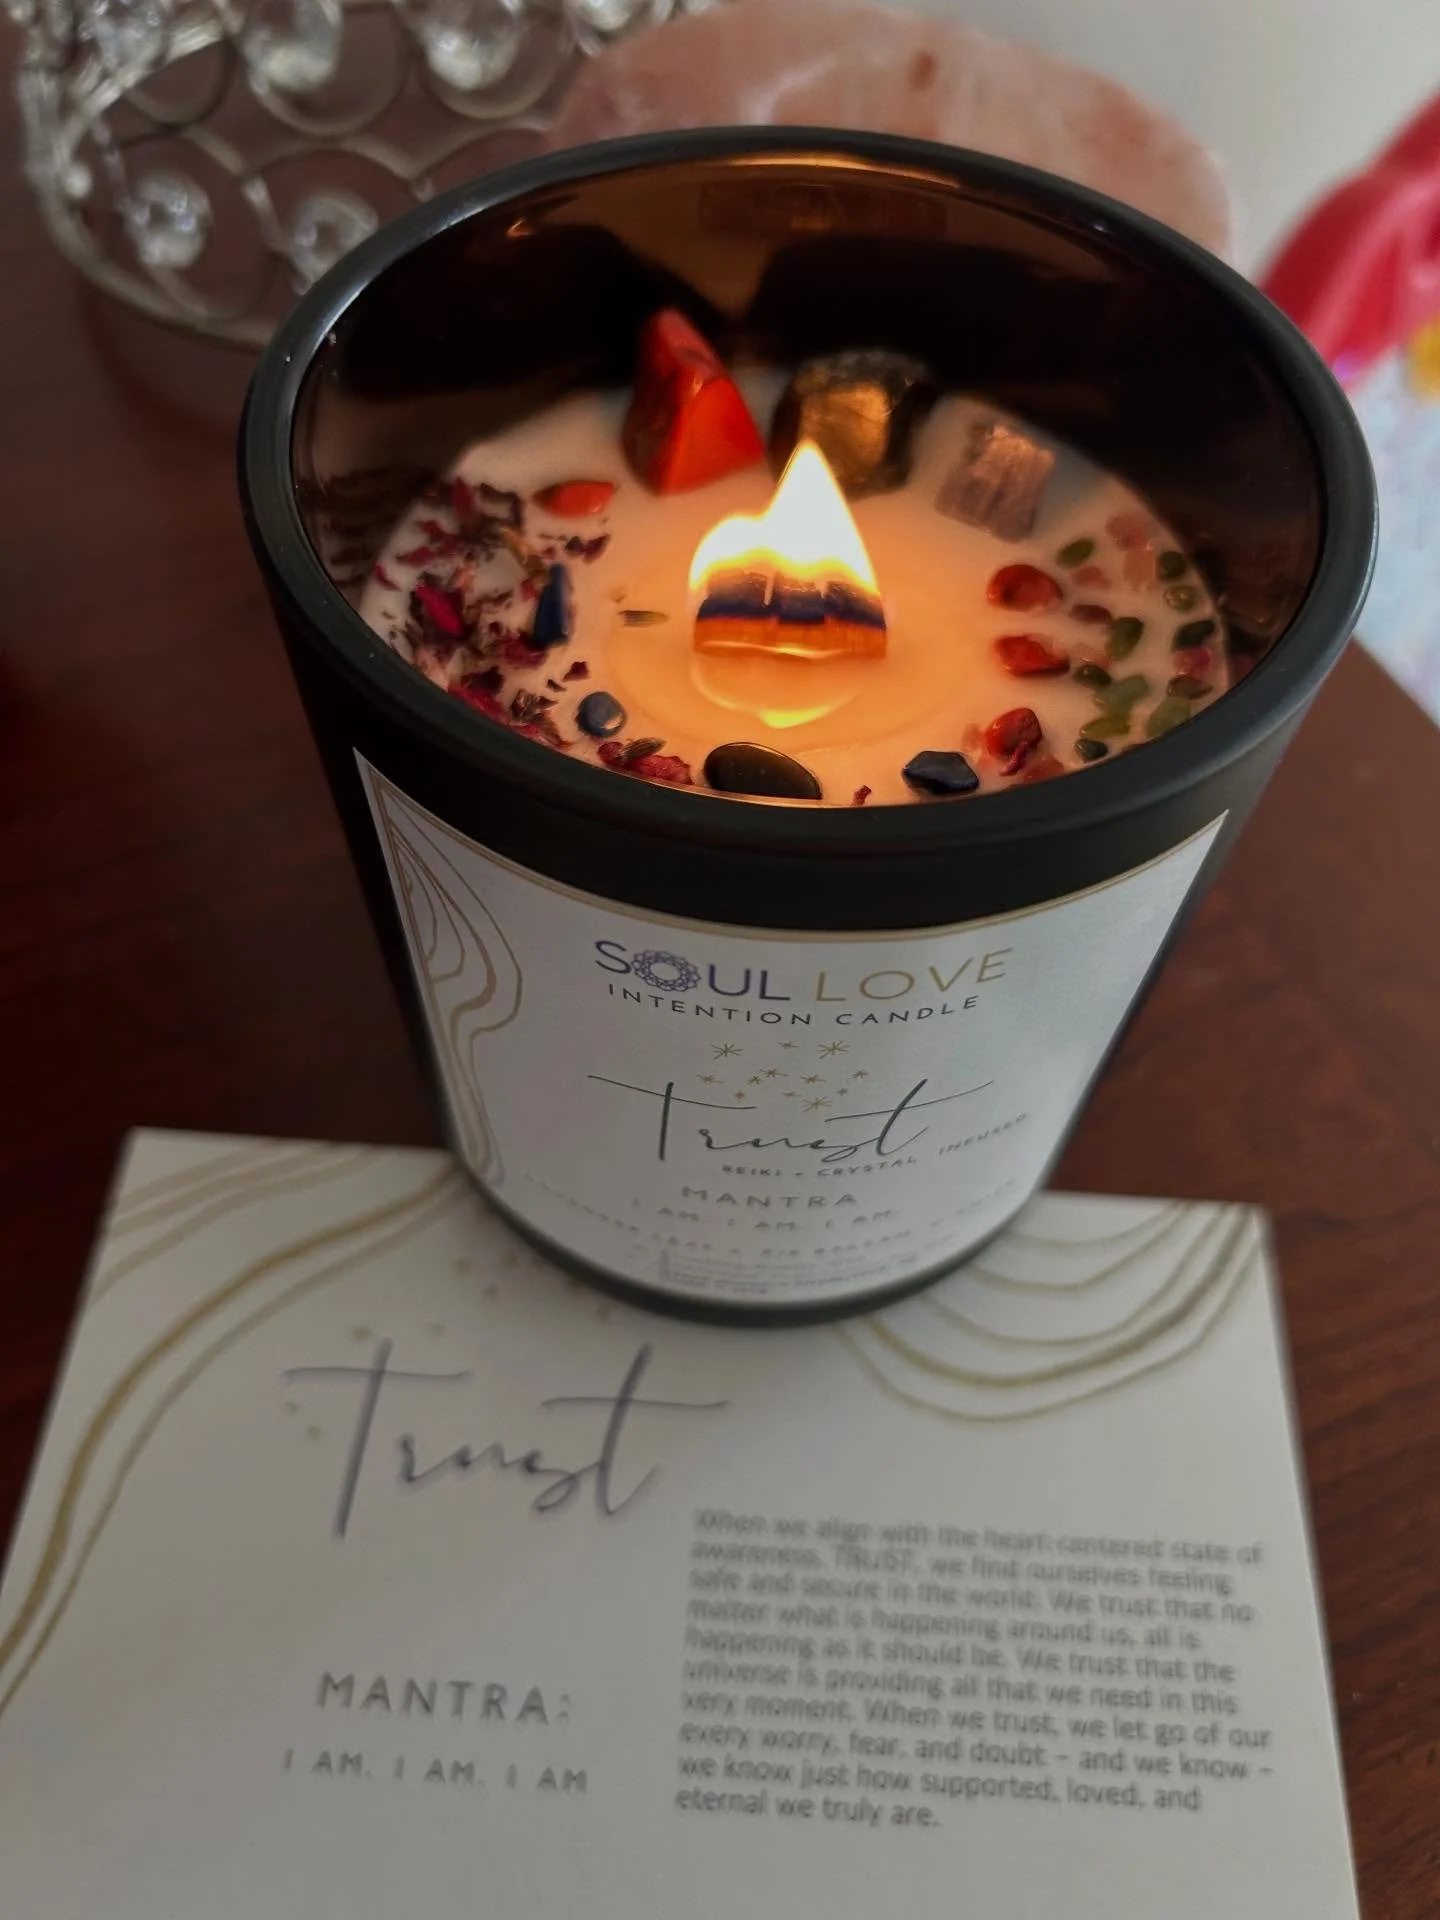 SOUL LOVE
INTENTION CANDLE
Trust
REIKI + CRYSTAL INFUSED
MANTRA
I AM. I AM. I AM.
Trust
MANTRA:
I AM. I AM. I AM
When we align with the heart-centered state of
awareness, TRUST, we find ourselves feeling
safe and secure in the world. We trust that no
matter what is happening around us, all is
happening as it should be. We trust that the
universe is providing all that we need in this
very moment. When we trust, we let go of our
every worry, fear, and doubt – and we know –
we know just how supported, loved, and
eternal we truly are.